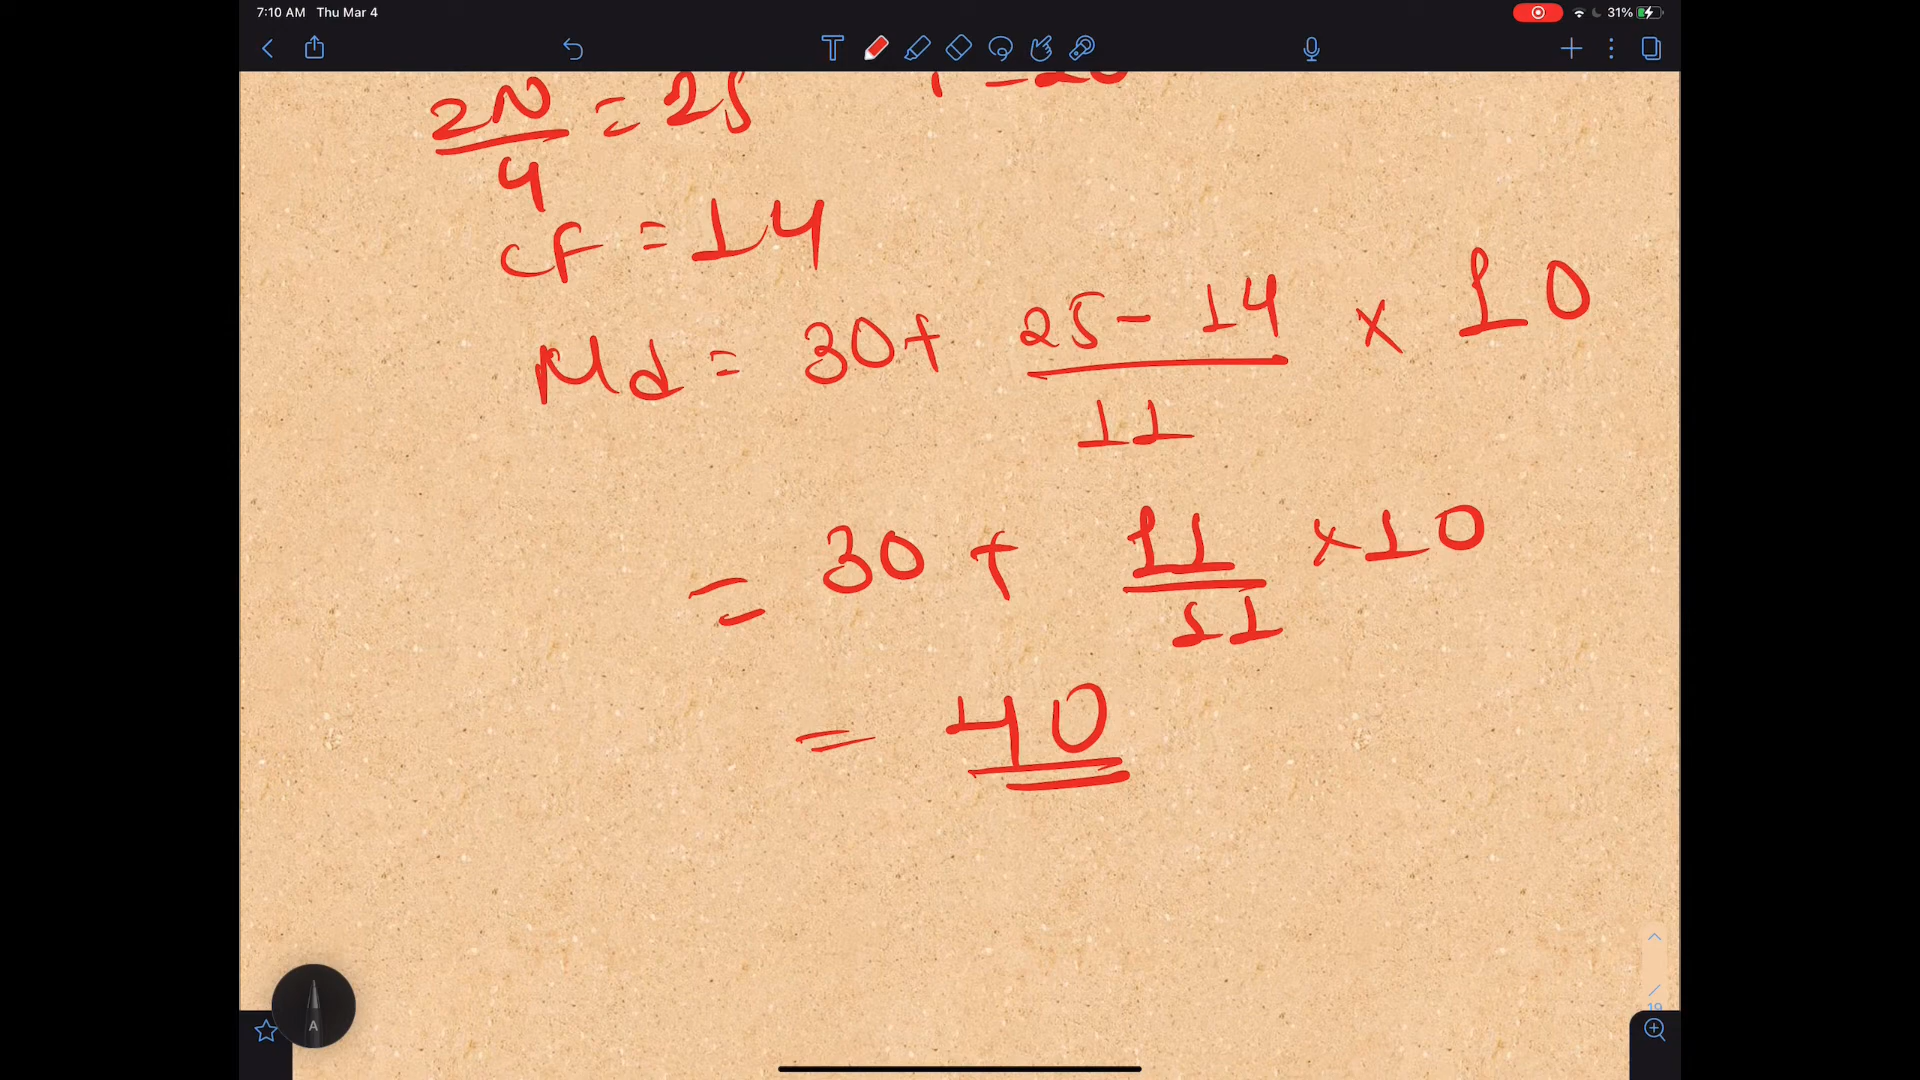 7:10 AM Thu Mar 4
31%
2N/4 = 25
CF = 14
Md = 30 + (25 - 14)/11 × 10
= 30 + 11/11 × 10
= 40
A